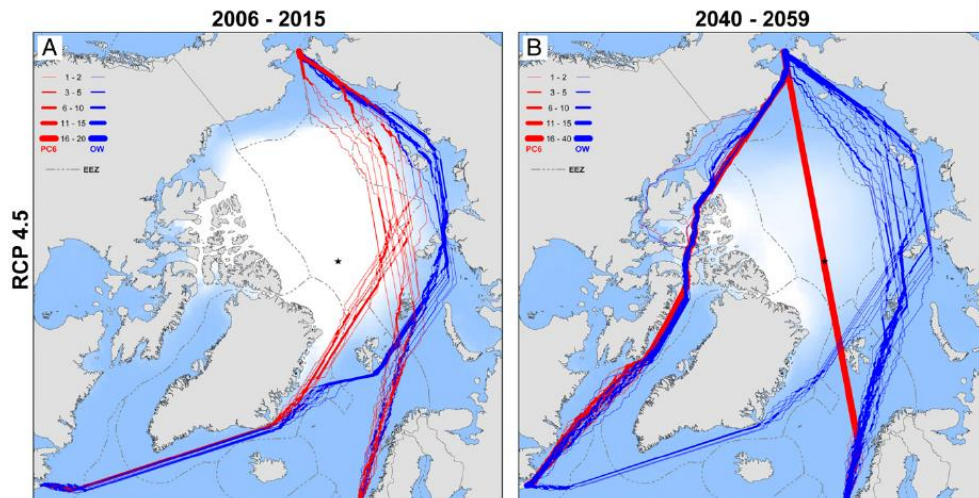 2006 - 2015
2040 - 2059
RCP 4.5
A
1 - 2
3 - 5
6 - 10
11 - 15
16 - 20
PC6 OW
EEZ
B
1 - 2
3 - 5
6 - 10
11 - 15
16 - 40
PC6 OW
EEZ